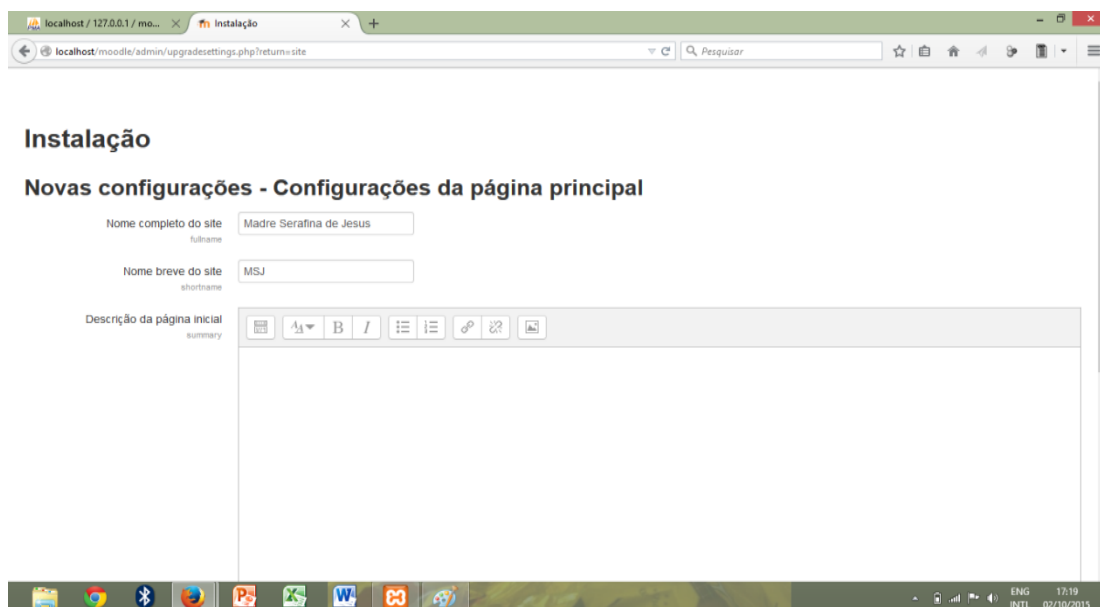 localhost / 127.0.0.1 / mo...
Instalação
localhost/moodle/admin/upgradesettings.php?return=site
Pesquisar
Instalação
Novas configurações - Configurações da página principal
Nome completo do site
Madre Serafina de Jesus
fullname
Nome breve do site
MSJ
shortname
Descrição da página inicial
summary
ENG
17:19
INTL
02/10/2015